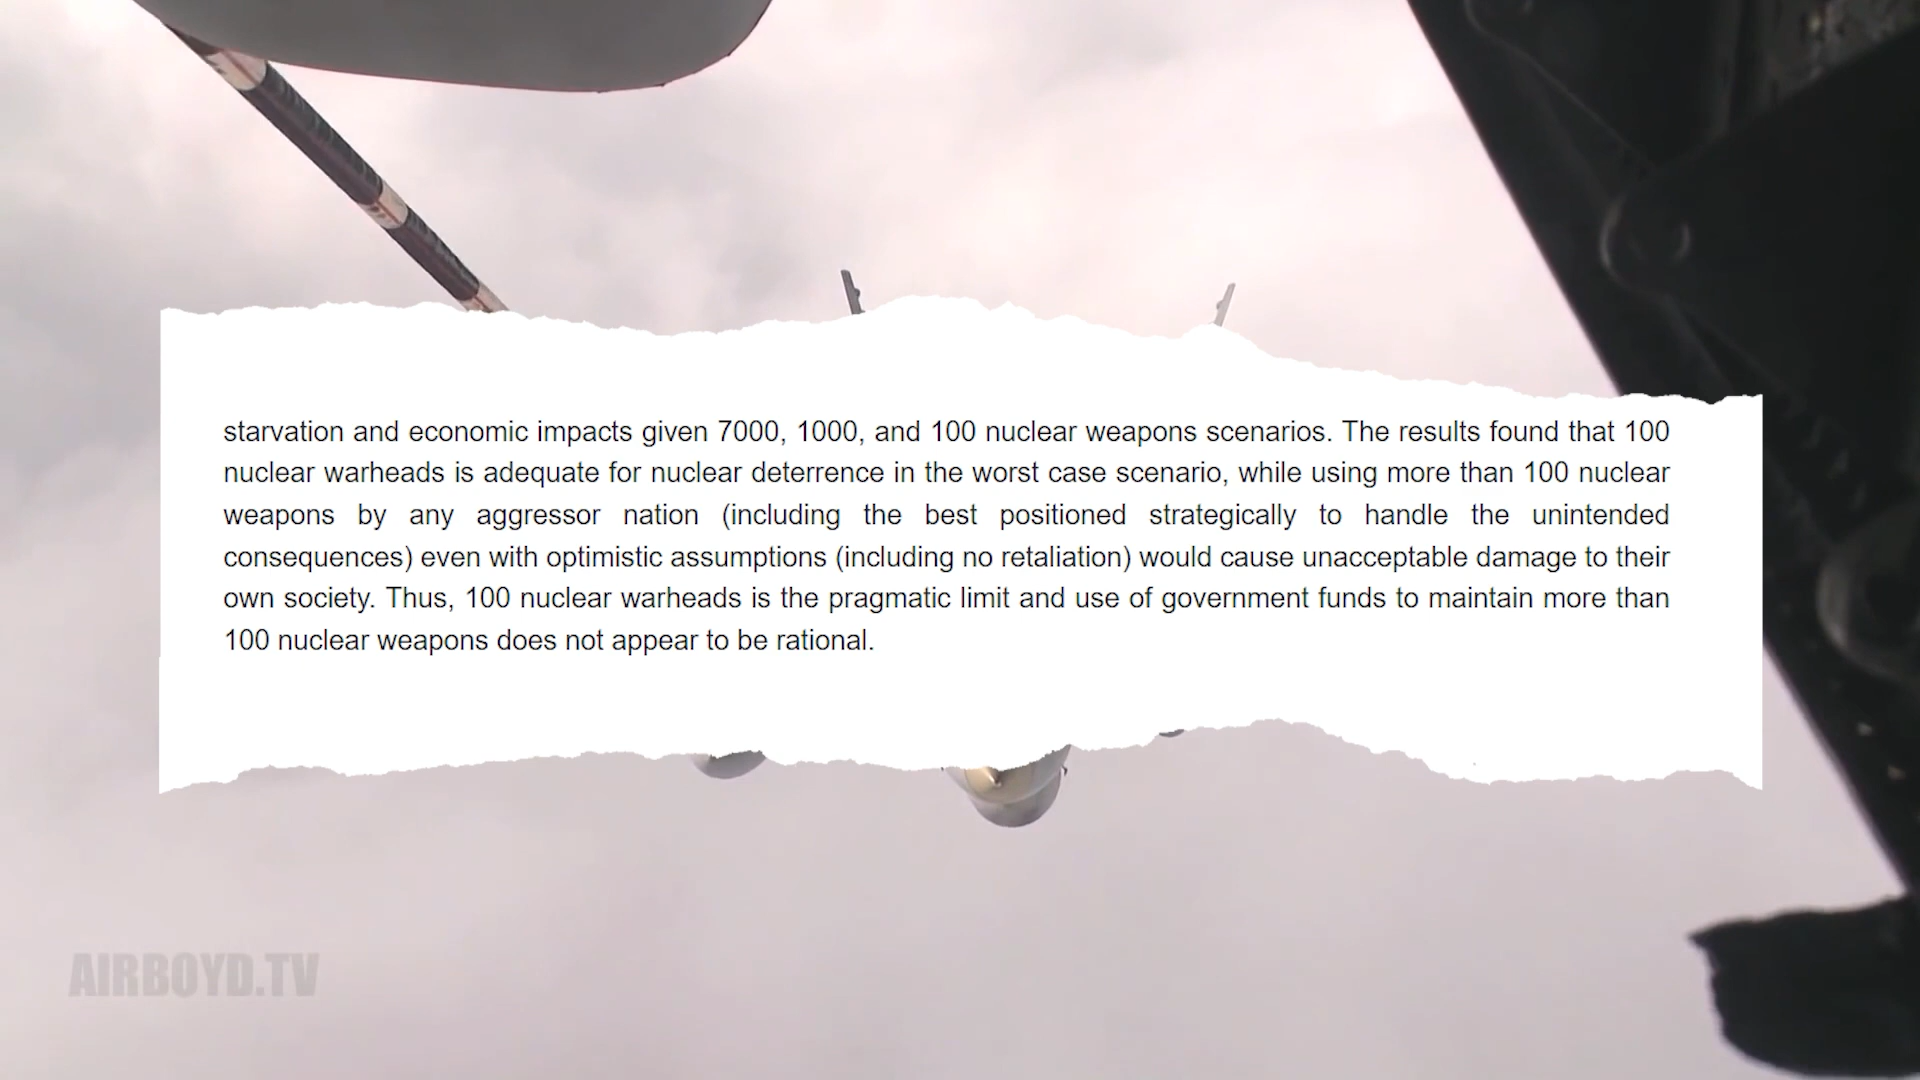 starvation and economic impacts given 7000, 1000, and 100 nuclear weapons scenarios. The results found that 100
nuclear warheads is adequate for nuclear deterrence in the worst case scenario, while using more than 100 nuclear
weapons by any aggressor nation (including the best positioned strategically to handle the unintended
consequences) even with optimistic assumptions (including no retaliation) would cause unacceptable damage to their
own society. Thus, 100 nuclear warheads is the pragmatic limit and use of government funds to maintain more than
100 nuclear weapons does not appear to be rational.
AIRBOYD.TV